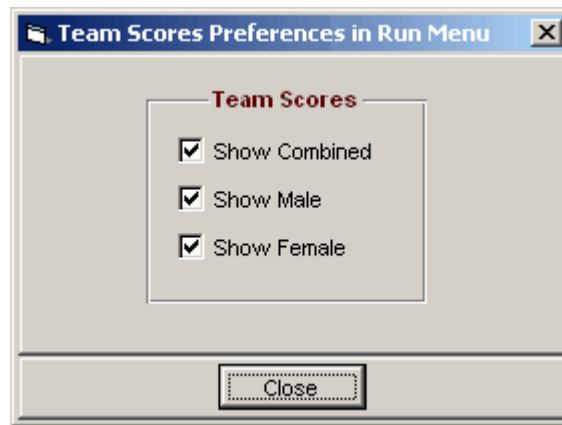 Team Scores Preferences in Run Menu
Team Scores
Show Combined
Show Male
Show Female
Close